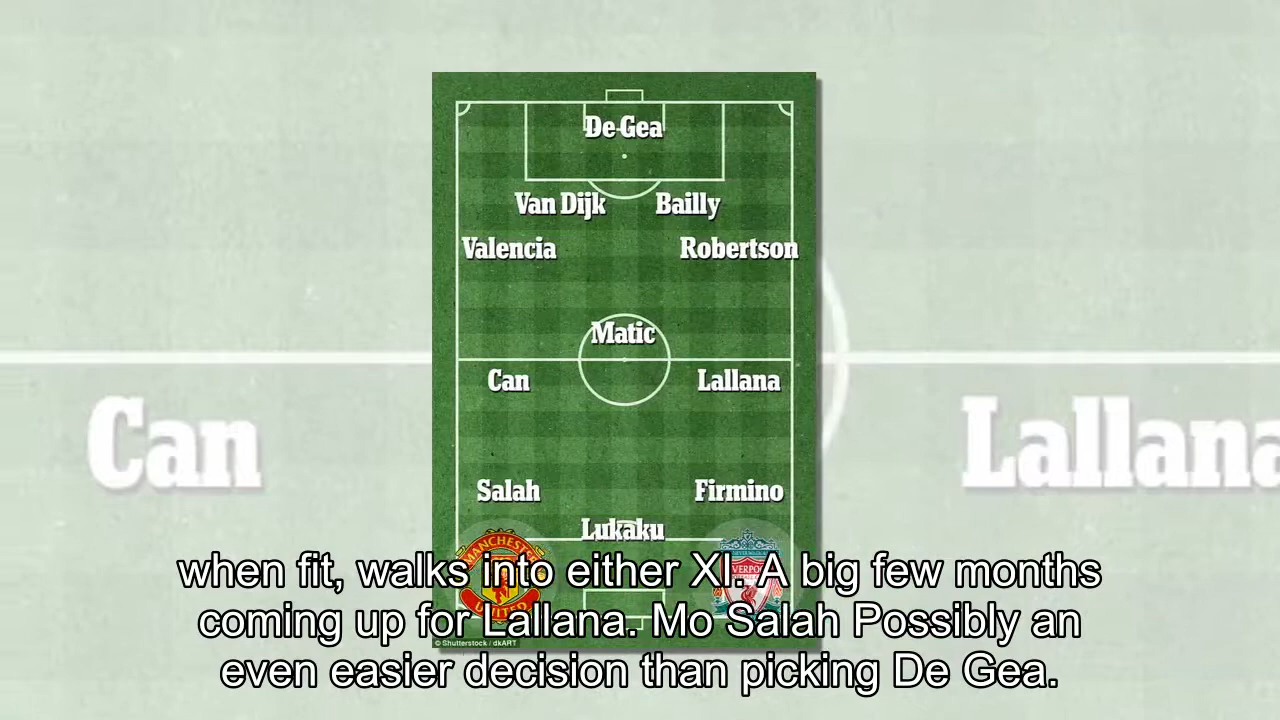 De Gea
Van Dijk Bailly
Valencia Robertson
Matic
Can Lallana
Can Lallana
Salah Firmino
Lukaku
MANCHESTER
UNITED
© Shutterstock / dkART
when fit, walks into either XI. A big few months
coming up for Lallana. Mo Salah Possibly an
even easier decision than picking De Gea.